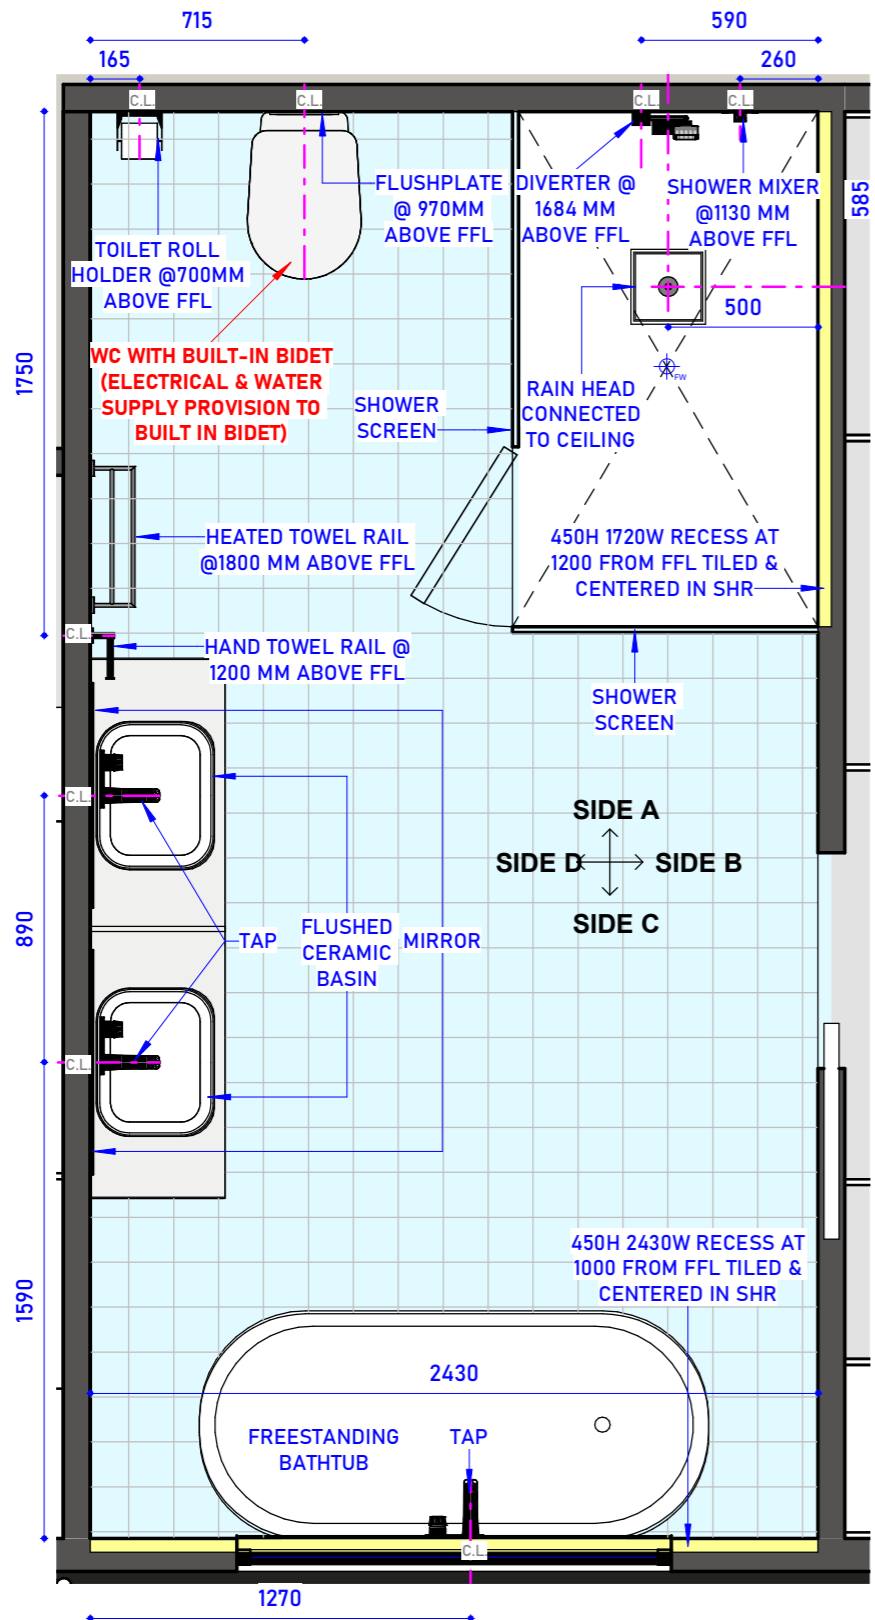 715
590
165
260
C.L.
C.L.
C.L.
C.L.
FLUSHPLATE
@ 970MM
ABOVE FFL
DIVERTER @
1684 MM
ABOVE FFL
SHOWER MIXER
@1130 MM
ABOVE FFL
585
TOILET ROLL
HOLDER @700MM
ABOVE FFL
500
WC WITH BUILT-IN BIDET
(ELECTRICAL & WATER
SUPPLY PROVISION TO
BUILT IN BIDET)
1750
FW
RAIN HEAD
CONNECTED
TO CEILING
SHOWER
SCREEN
HEATED TOWEL RAIL
@1800 MM ABOVE FFL
450H 1720W RECESS AT
1200 FROM FFL TILED &
CENTERED IN SHR
C.L.
HAND TOWEL RAIL @
1200 MM ABOVE FFL
SHOWER
SCREEN
C.L.
SIDE A
SIDE D
SIDE B
SIDE C
890
TAP
FLUSHED
CERAMIC
BASIN
MIRROR
C.L.
450H 2430W RECESS AT
1000 FROM FFL TILED &
CENTERED IN SHR
1590
2430
FREESTANDING
BATHTUB
TAP
C.L.
1270